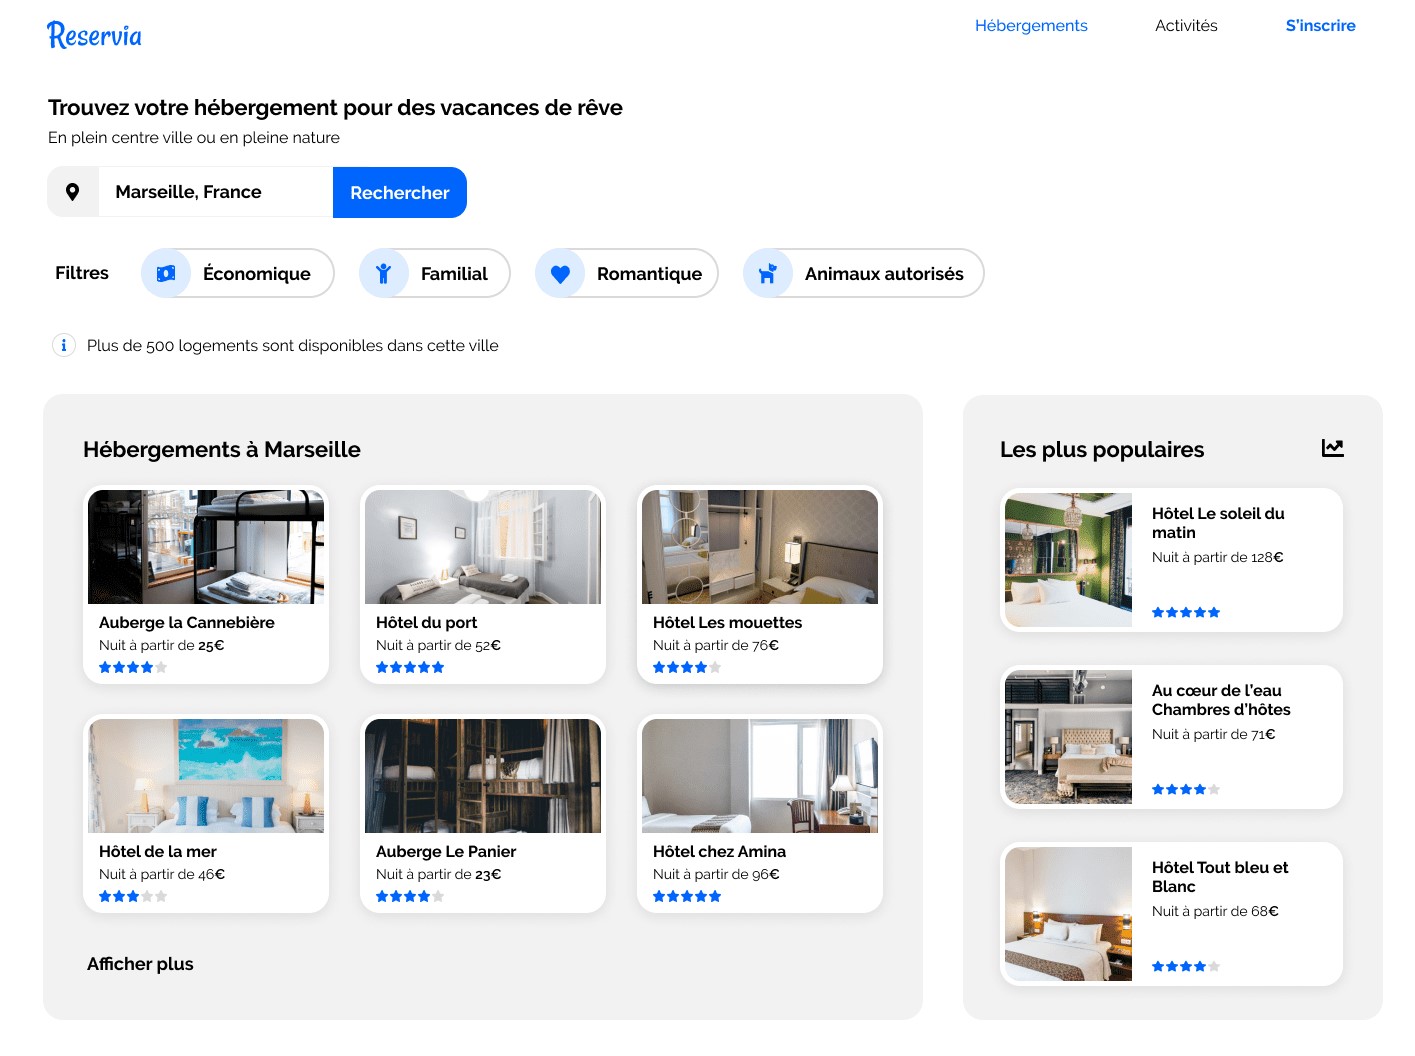 Reservia
Hébergements
Activités
S'inscrire
Trouvez votre hébergement pour des vacances de rêve
En plein centre ville ou en pleine nature
Marseille, France
Rechercher
Filtres
Économique
Familial
Romantique
Animaux autorisés
Plus de 500 logements sont disponibles dans cette ville
Hébergements à Marseille
Auberge la Cannebière
Nuit à partir de 25€
Hôtel du port
Nuit à partir de 52€
Hôtel Les mouettes
Nuit à partir de 76€
Hôtel de la mer
Nuit à partir de 46€
Auberge Le Panier
Nuit à partir de 23€
Hôtel chez Amina
Nuit à partir de 96€
Afficher plus
Les plus populaires
Hôtel Le soleil du
matin
Nuit à partir de 128€
Au cœur de l'eau
Chambres d'hôtes
Nuit à partir de 71€
Hôtel Tout bleu et
Blanc
Nuit à partir de 68€